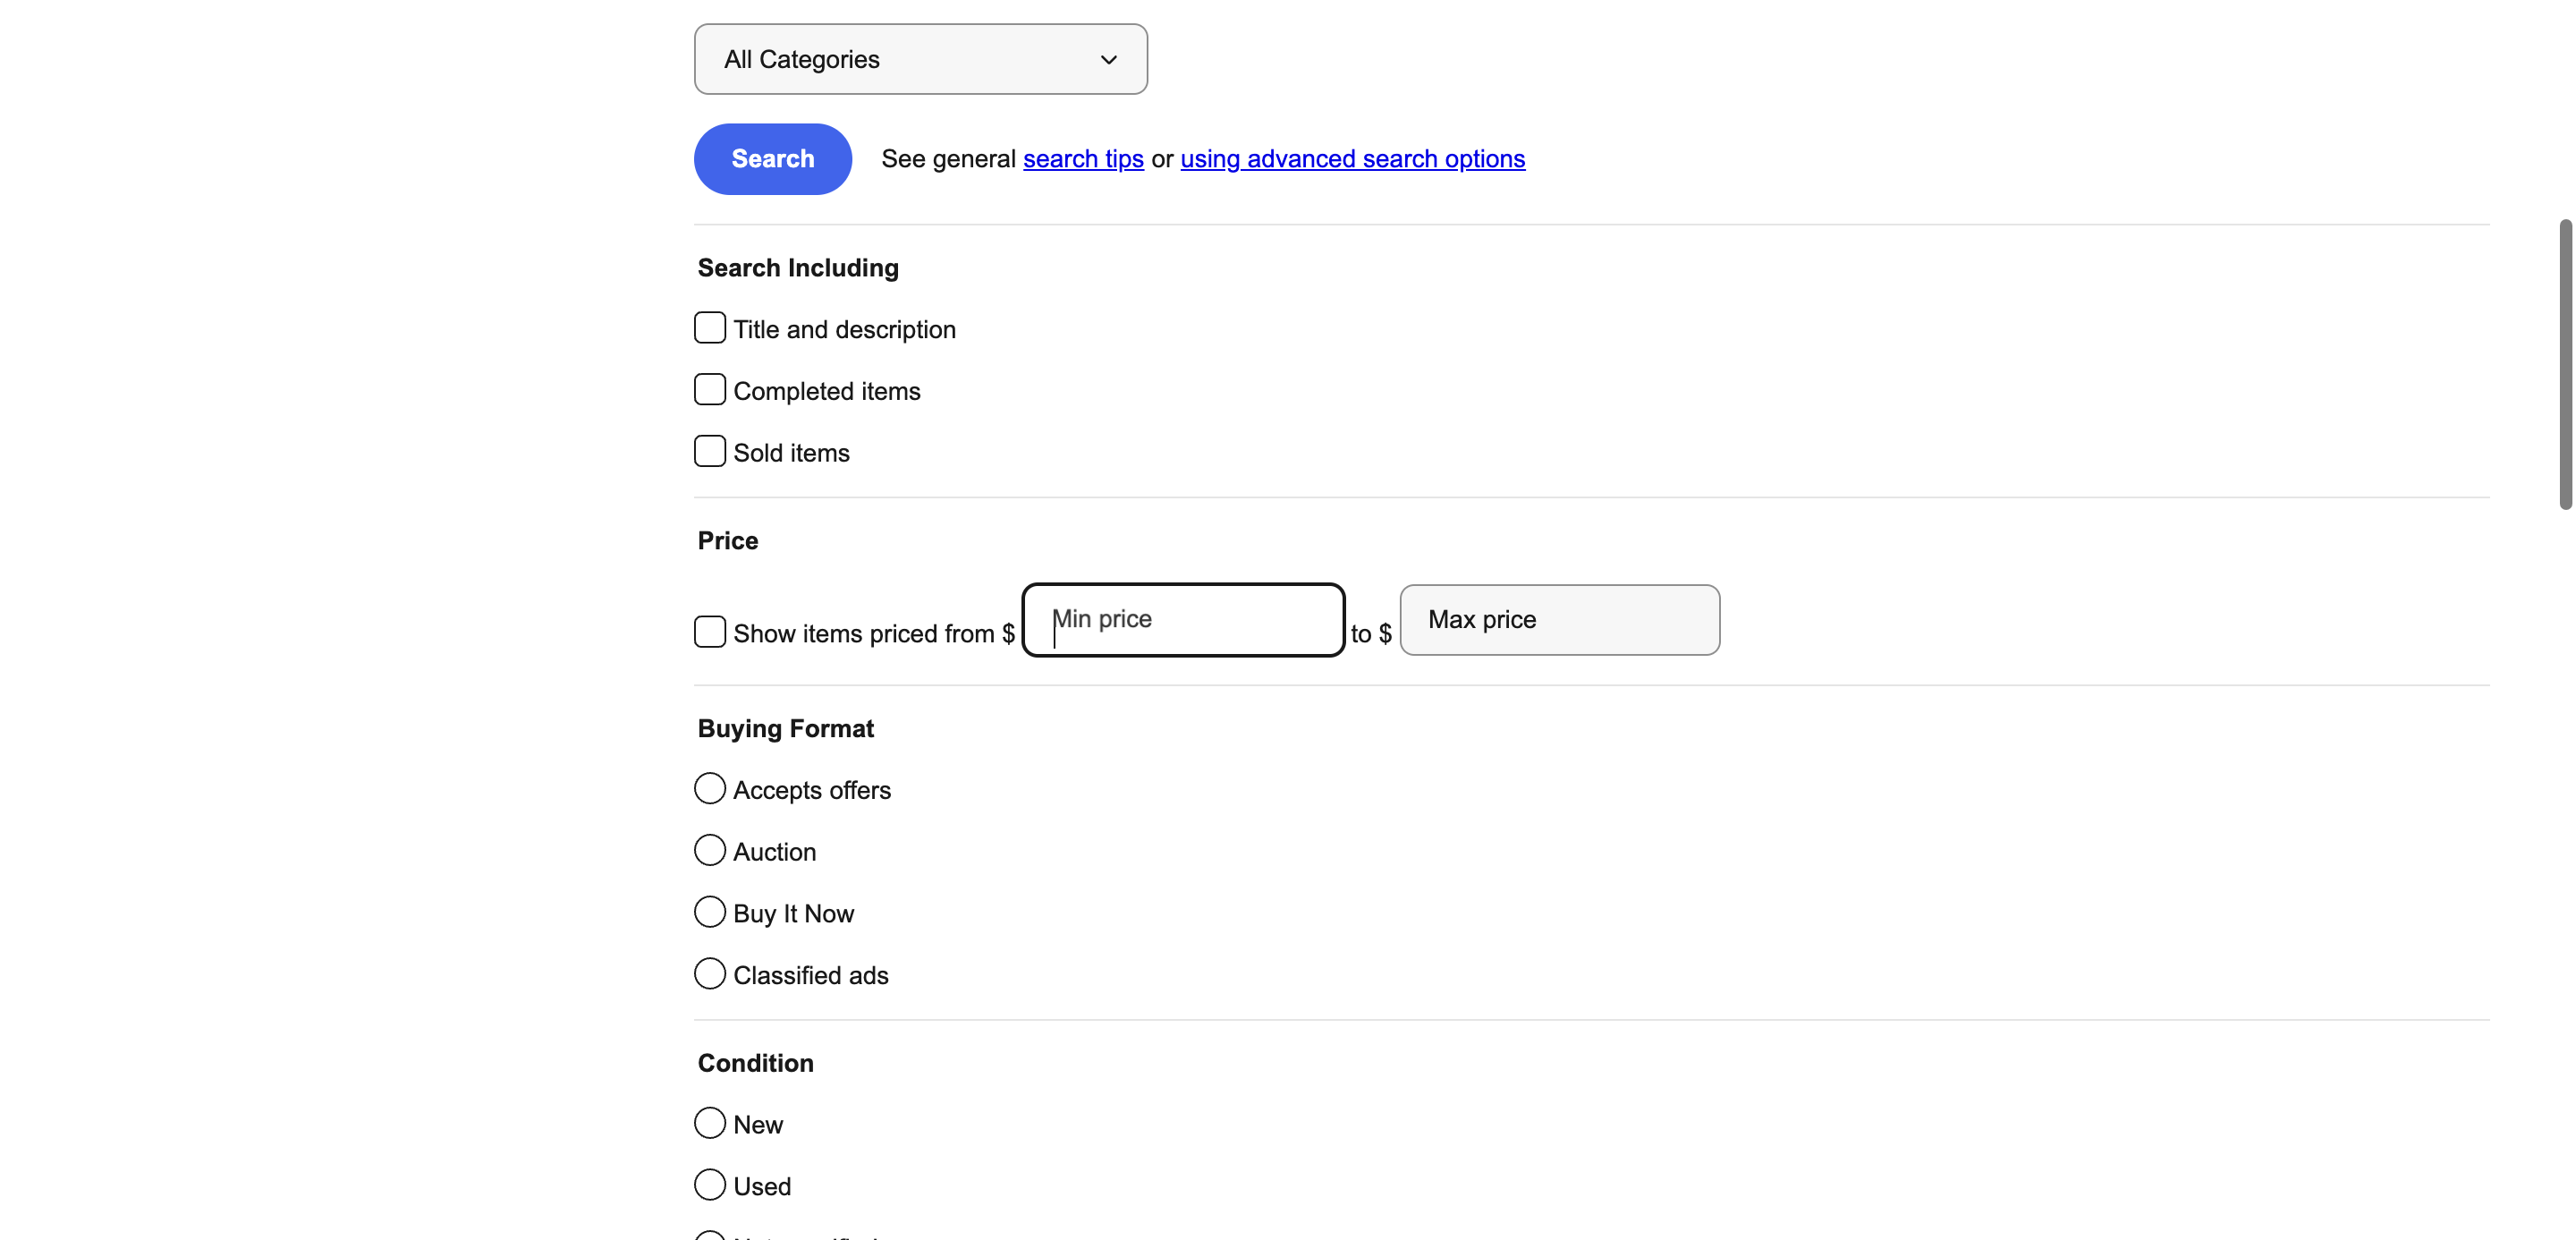 All Categories
Search See general search tips or using advanced search options
Search Including
Title and description
Completed items
Sold items
Price
Show items priced from $ Min price to $ Max price
Buying Format
Accepts offers
Auction
Buy It Now
Classified ads
Condition
New
Used